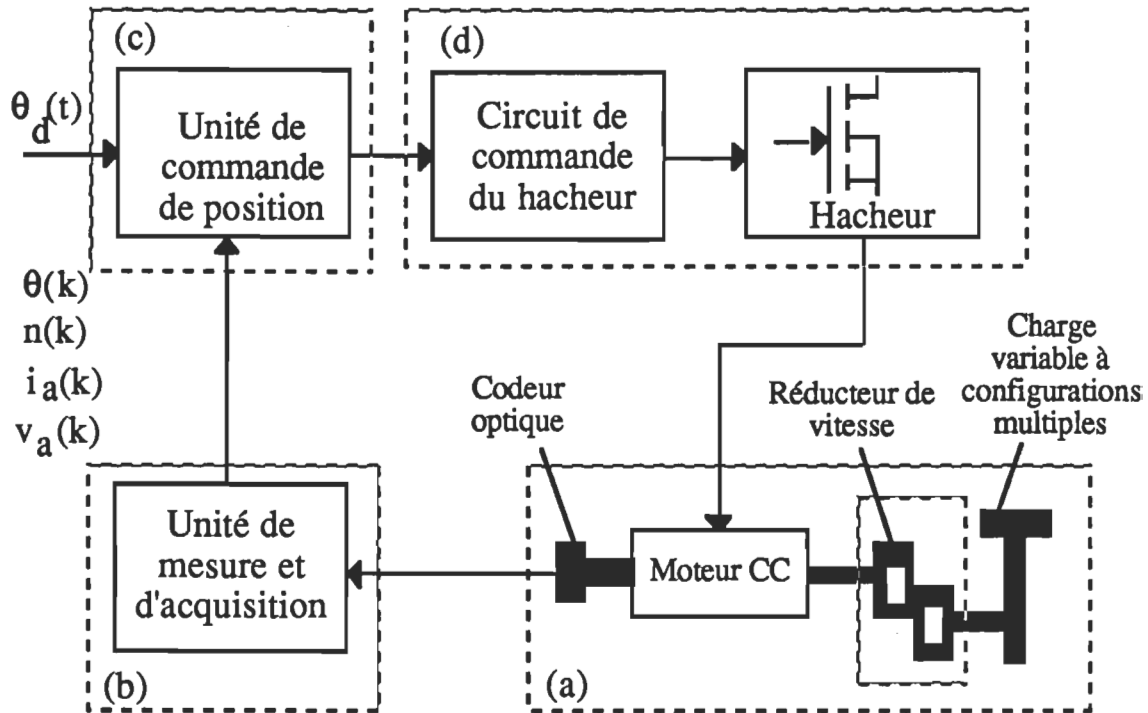 (c)
θd(t)
Unité de
commande
de position
(d)
Circuit de
commande
du hacheur
Hacheur
θ(k)
n(k)
ia(k)
va(k)
Codeur
optique
Réducteur de
vitesse
Charge
variable à
configurations
multiples
Unité de
mesure et
d'acquisition
(b)
Moteur CC
(a)